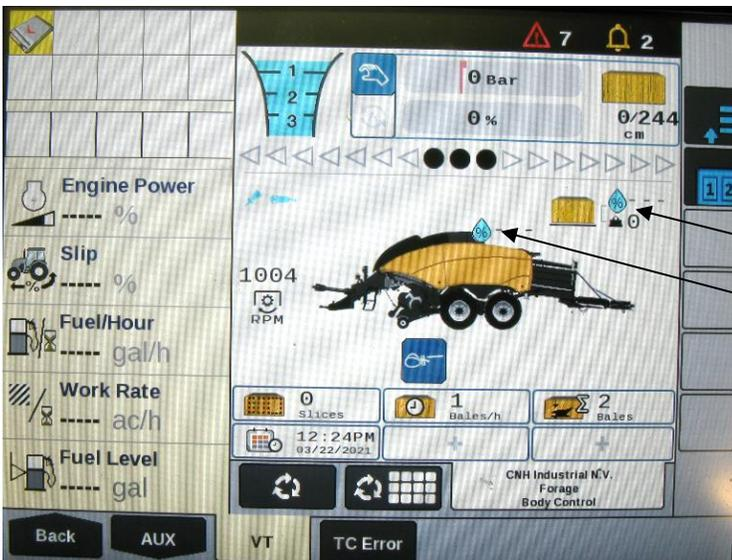 7 2
1
2
3
0 Bar
0 %
0/244
cm
1 2
Engine Power
---- %
Slip
---- %
Fuel/Hour
---- gal/h
Work Rate
---- ac/h
Fuel Level
---- gal
% ---
0
% ---
1004
RPM
0
Slices
1
Bales/h
2
Bales
12:24PM
03/22/2021
+ +
CNH Industrial N.V.
Forage
Body Control
Back
AUX
VT
TC Error